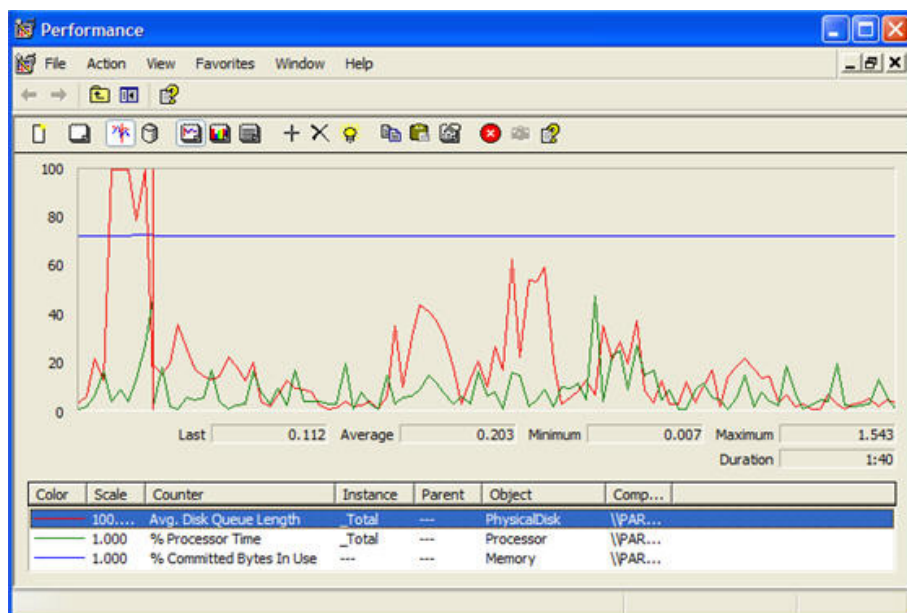 Performance
File Action View Favorites Window Help
100
80
60
40
20
0
Last 0.112 Average 0.203 Minimum 0.007 Maximum 1.543
Duration 1:40
Color Scale Counter Instance Parent Object Comp...
100.... Avg. Disk Queue Length _Total --- PhysicalDisk \\PAR...
1.000 % Processor Time _Total --- Processor \\PAR...
1.000 % Committed Bytes In Use --- --- Memory \\PAR...